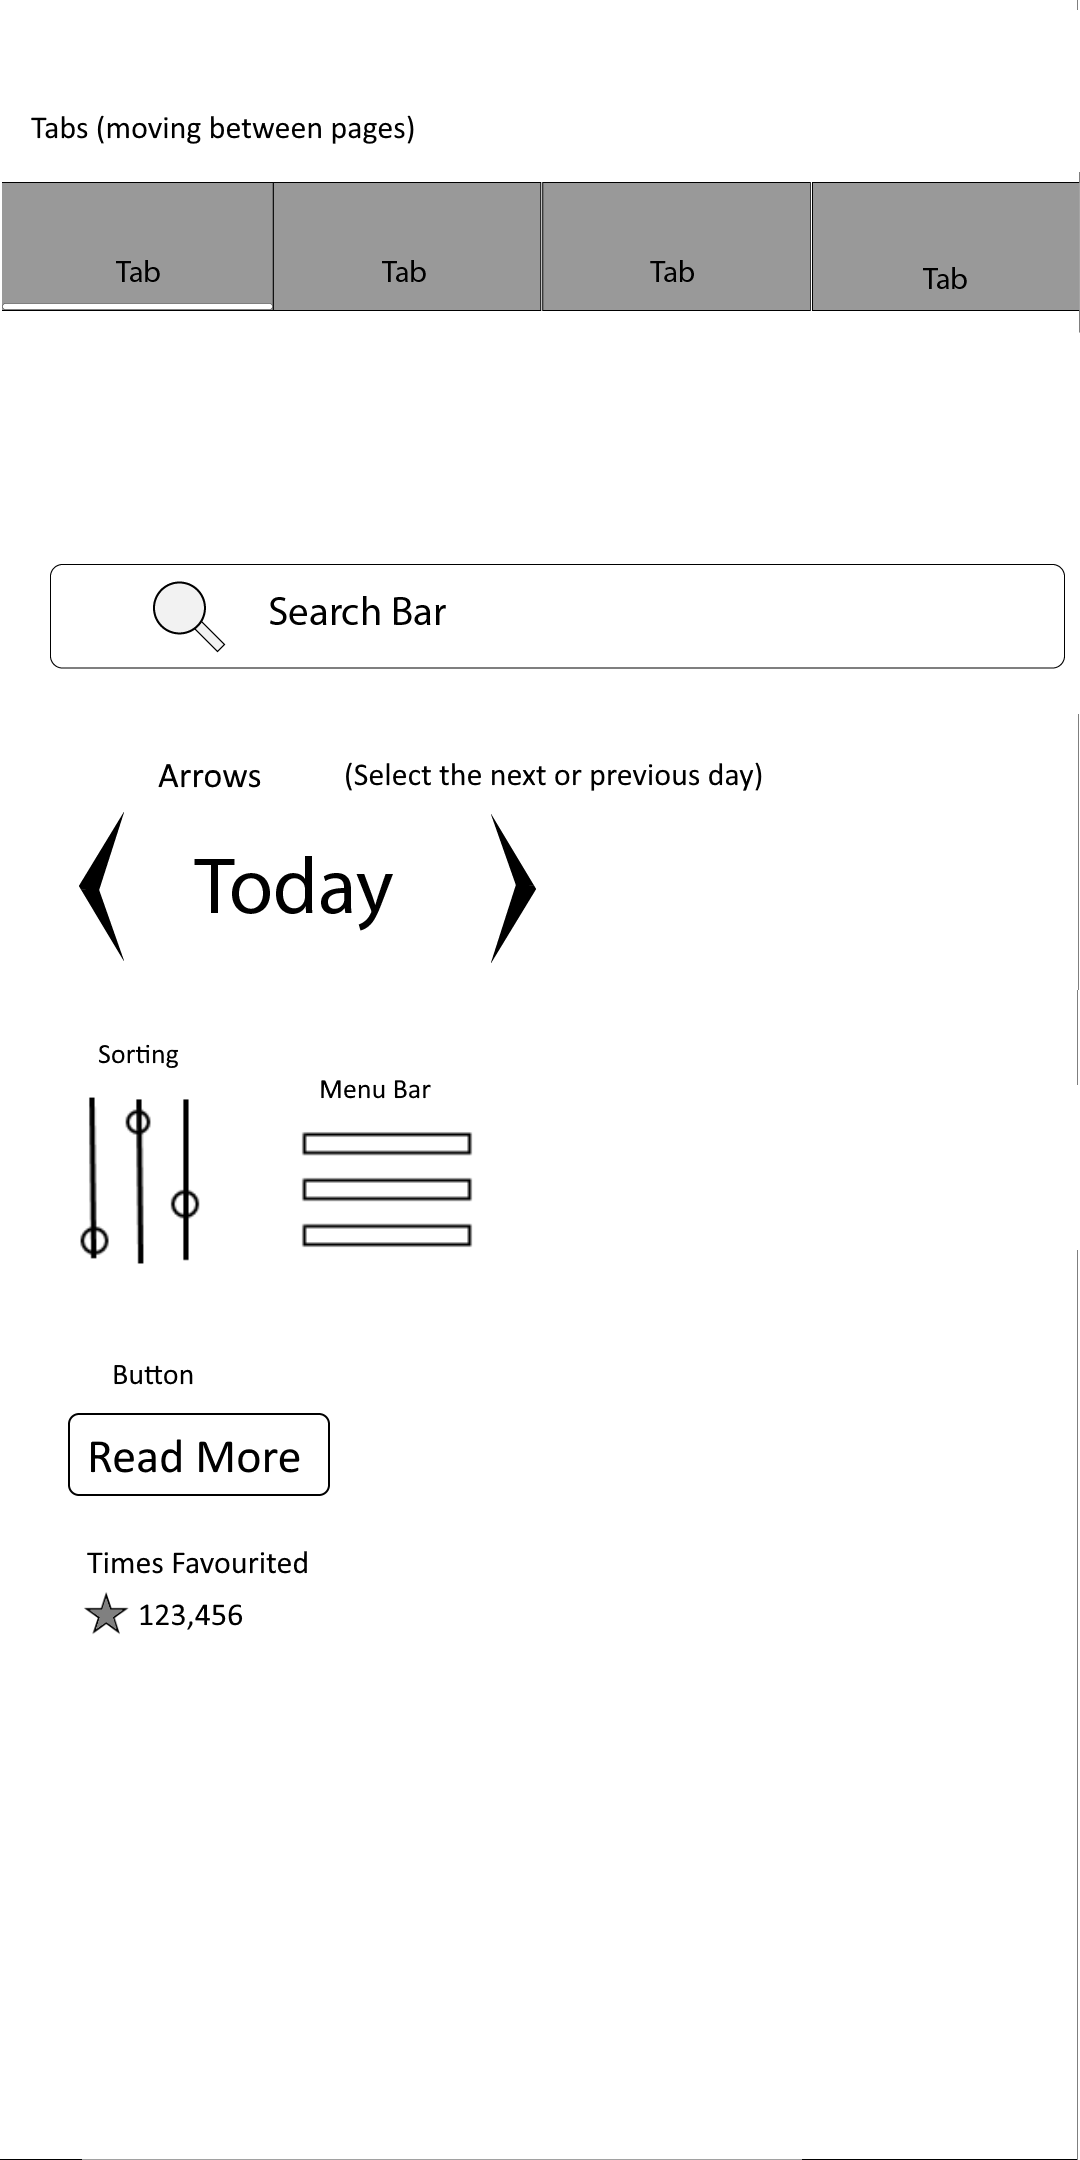 Tabs (moving between pages)
Tab Tab Tab Tab
Search Bar
Arrows (Select the next or previous day)
Today
Sorting
Menu Bar
Button
Read More
Times Favourited
123,456